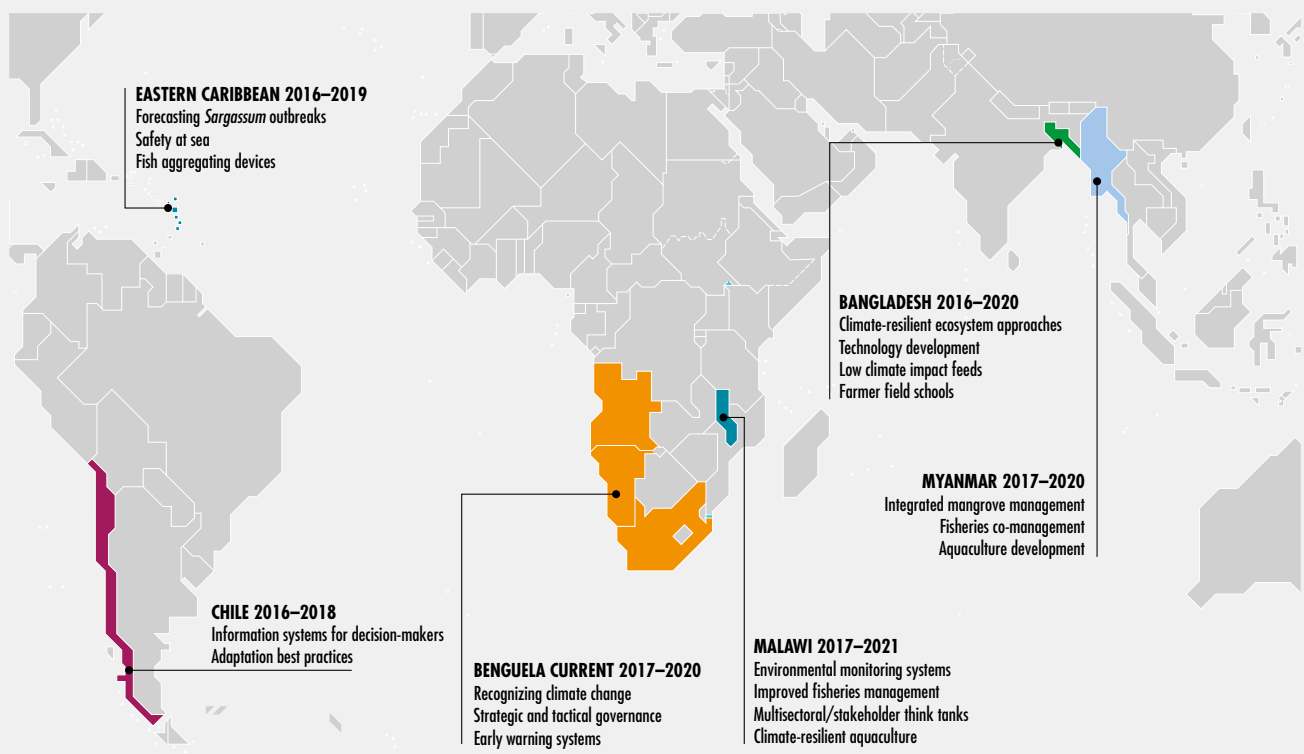 EASTERN CARIBBEAN 2016–2019
Forecasting Sargassum outbreaks
Safety at sea
Fish aggregating devices
BANGLADESH 2016–2020
Climate-resilient ecosystem approaches
Technology development
Low climate impact feeds
Farmer field schools
MYANMAR 2017–2020
Integrated mangrove management
Fisheries co-management
Aquaculture development
CHILE 2016–2018
Information systems for decision-makers
Adaptation best practices
BENGUELA CURRENT 2017–2020
Recognizing climate change
Strategic and tactical governance
Early warning systems
MALAWI 2017–2021
Environmental monitoring systems
Improved fisheries management
Multisectoral/stakeholder think tanks
Climate-resilient aquaculture